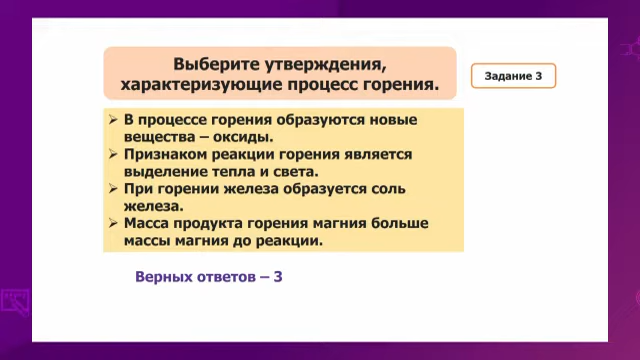 Выберите утверждения,
характеризующие процесс горения.
Задание 3
➢ В процессе горения образуются новые
вещества – оксиды.
➢ Признаком реакции горения является
выделение тепла и света.
➢ При горении железа образуется соль
железа.
➢ Масса продукта горения магния больше
массы магния до реакции.
Верных ответов – 3